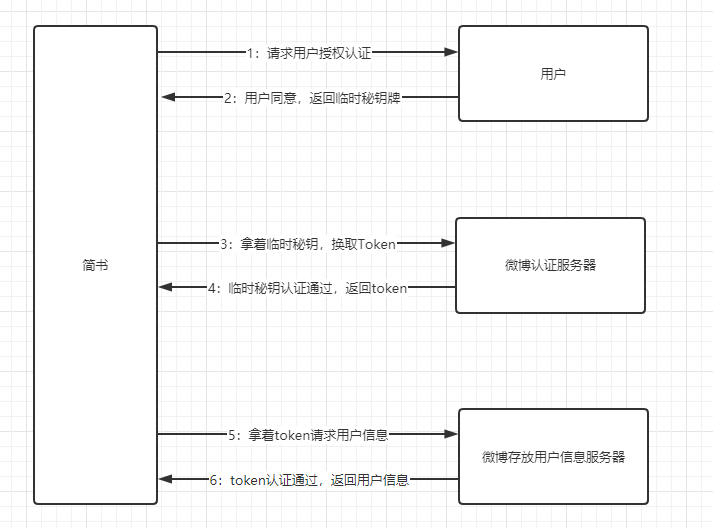 1：请求用户授权认证
用户
2：用户同意，返回临时秘钥牌
3：拿着临时秘钥，换取Token
简书
微博认证服务器
4：临时秘钥认证通过，返回token
5：拿着token请求用户信息
微博存放用户信息服务器
6：token认证通过，返回用户信息